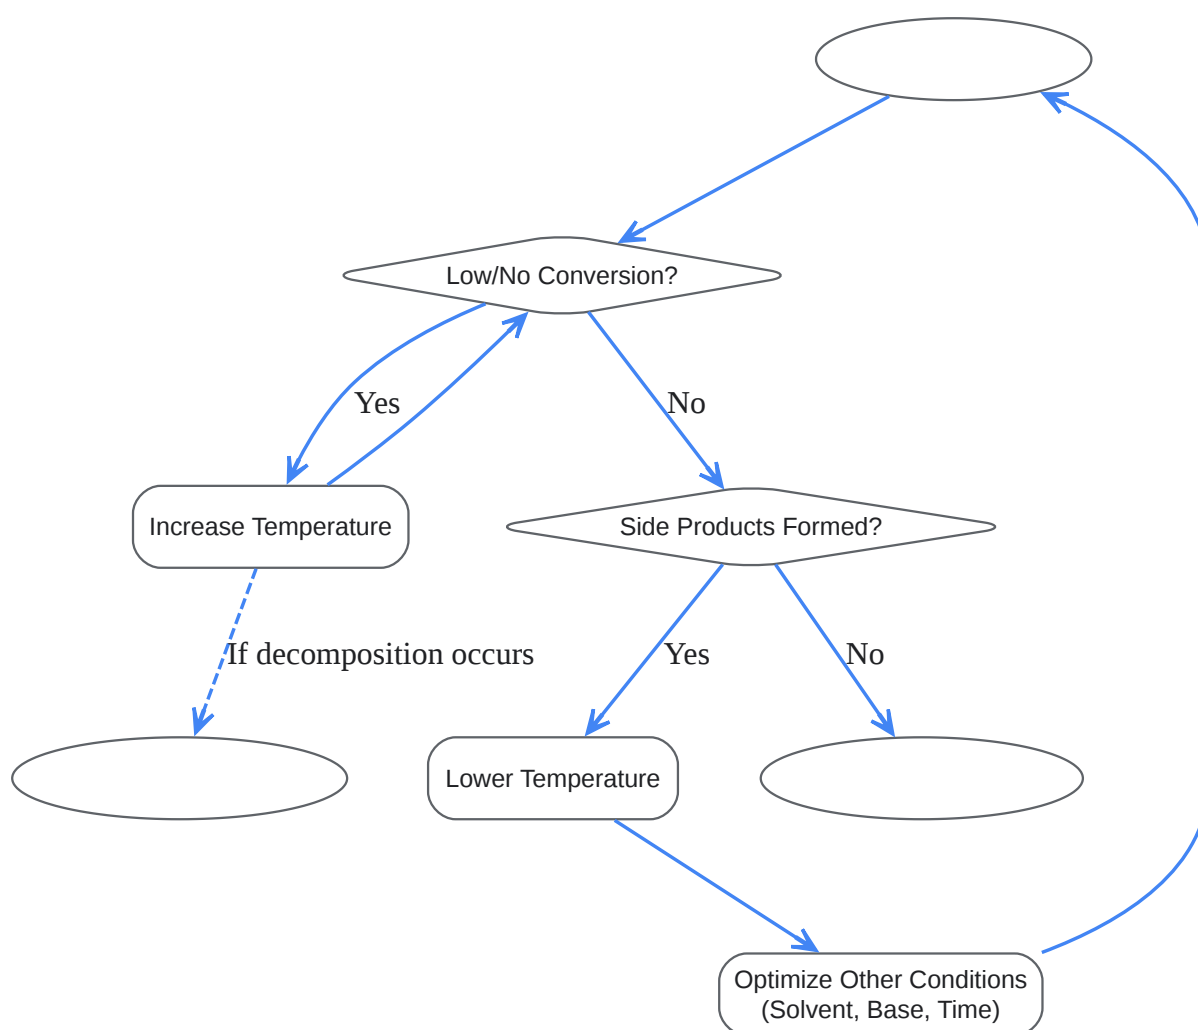 Low/No Conversion?
Yes
No
Increase Temperature
Side Products Formed?
If decomposition occurs
Yes
No
Lower Temperature
Optimize Other Conditions
(Solvent, Base, Time)